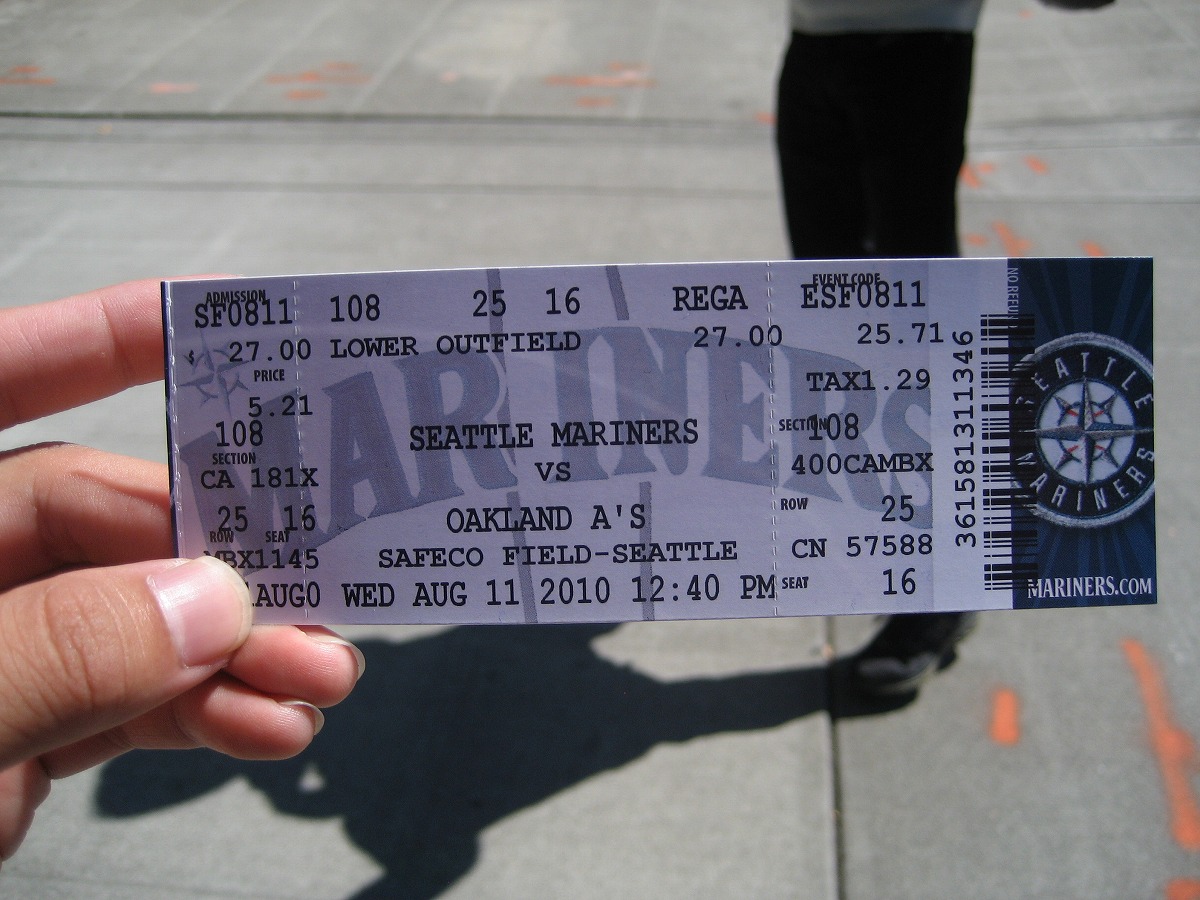 ADMISSION
SF0811 108 25 16 REGA
$ 27.00 LOWER OUTFIELD 27.00
PRICE
5.21
108
SECTION
CA 181X
25 16
ROW SEAT
BX1145
AUG0
MARINERS
SEATTLE MARINERS
VS
OAKLAND A'S
SAFECO FIELD-SEATTLE
WED AUG 11 2010 12:40 PM
EVENT CODE
ESF0811
25.71
TAX1.29
SECTION 108
400CAMBX
ROW 25
CN 57588
SEAT 16
361581311346
SEATTLE
MARINERS
MARINERS.COM